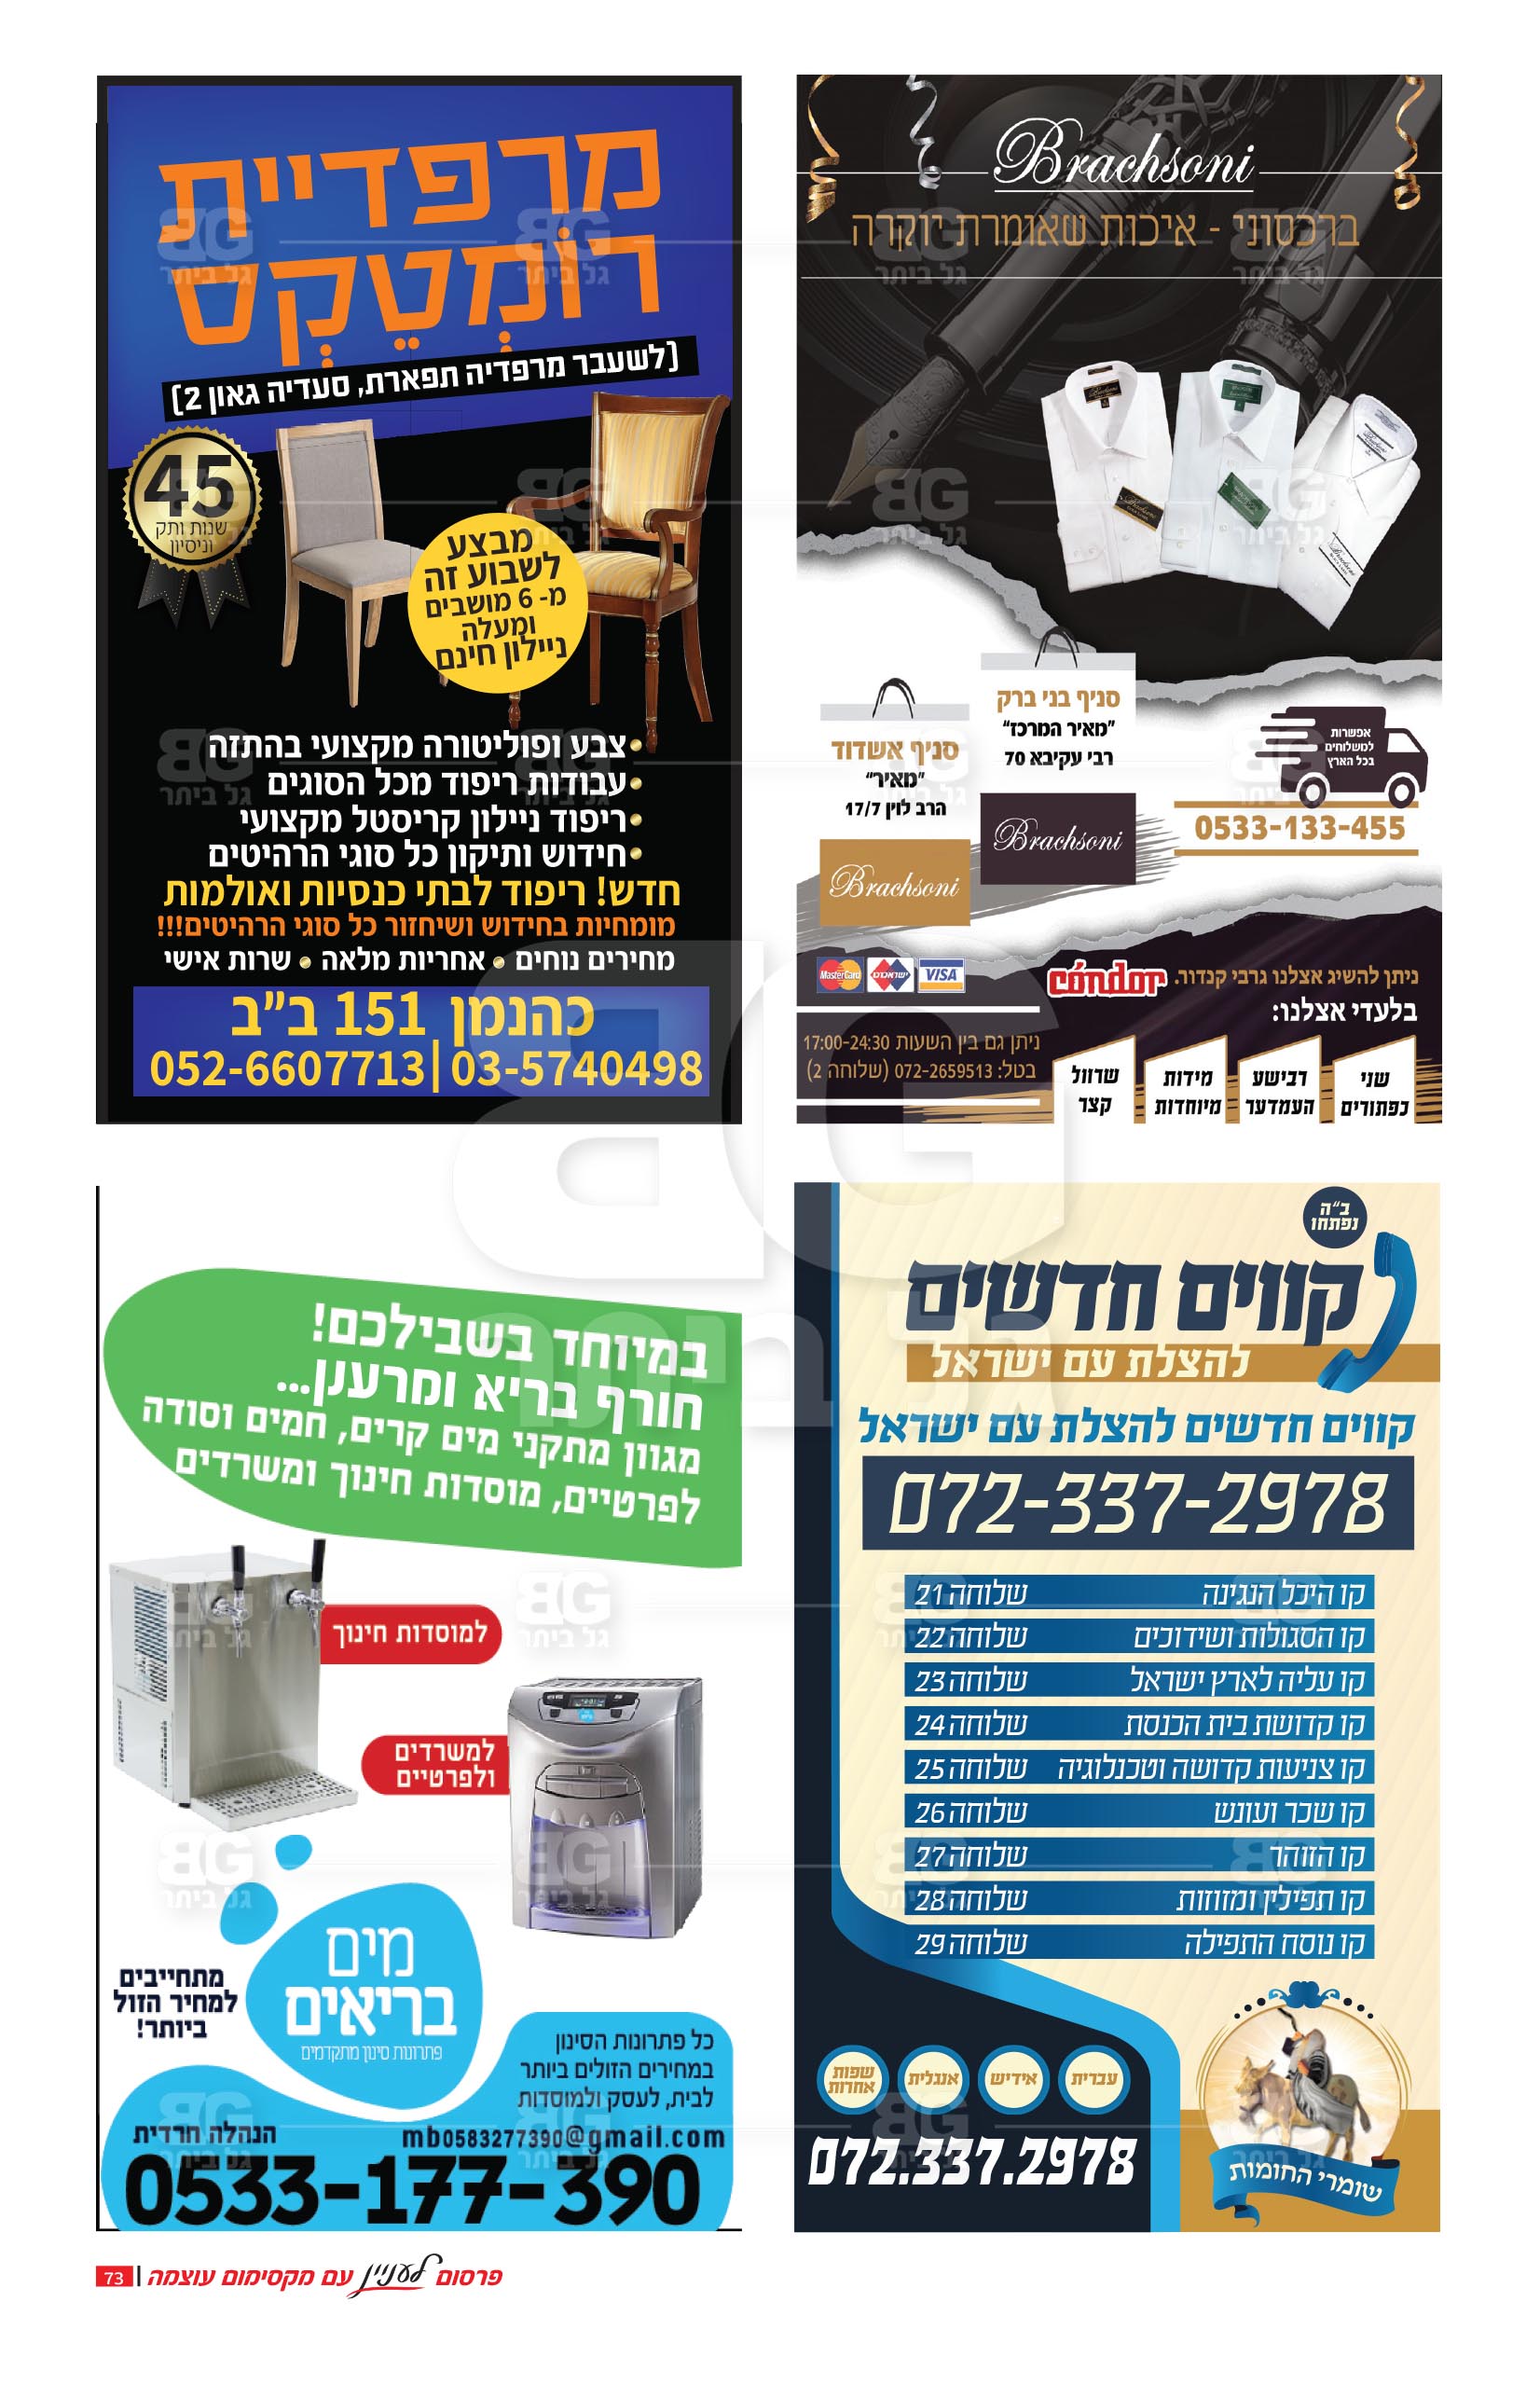 Brachsoni
ברכסוני - איכות שאומרת יוקרה
סניף בני ברק
"מאיר המרכז"
רבי עקיבא 70
סניף אשדוד
"מאיר"
הרב לוין 17/7
Brachsoni
Brachsoni
אפשרות
למשלוחים
בכל הארץ
0533-133-455
ניתן להשיג אצלנו גרבי קנדור. cóndor
בלעדי אצלנו:
שני
כפתורים
רבישע
העמדער
מידות
מיוחדות
שרוול
קצר
MasterCard ישראכרט VISA
ניתן גם בין השעות 17:00-24:30
בטל: 072-2659513 (שלוחה 2)
מרפדיית
רוֹמְטֵקְס
(לשעבר מרפדיה תפארת, סעדיה גאון 2)
45
שנות ותק
וניסיון
מבצע
לשבוע זה
מ- 6 מושבים
ומעלה
ניילון חינם
•צבע ופוליטורה מקצועי בהתזה
•עבודות ריפוד מכל הסוגים
•ריפוד ניילון קריסטל מקצועי
•חידוש ותיקון כל סוגי הרהיטים
חדש! ריפוד לבתי כנסיות ואולמות
מומחיות בחידוש ושיחזור כל סוגי הרהיטים!!!
מחירים נוחים • אחריות מלאה • שרות אישי
כהנמן 151 ב"ב
052-6607713|03-5740498
ב"ה
נפתחו
קווים חדשים
להצלת עם ישראל
קווים חדשים להצלת עם ישראל
072-337-2978
קו היכל הנגינה שלוחה 21
קו הסגולות ושידוכים שלוחה 22
קו עליה לארץ ישראל שלוחה 23
קו קדושת בית הכנסת שלוחה 24
קו צניעות קדושה וטכנלוגיה שלוחה 25
קו שכר ועונש שלוחה 26
קו הזוהר שלוחה 27
קו תפילין ומזוזות שלוחה 28
קו נוסח התפילה שלוחה 29
עברית
אידיש
אנגלית
שפות
אחרות
072.337.2978
שומרי החומות
במיוחד בשבילכם!
חורף בריא ומרענן...
מגוון מתקני מים קרים, חמים וסודה
לפרטיים, מוסדות חינוך ומשרדים
למוסדות חינוך
למשרדים
ולפרטיים
מים
בריאים
פתרונות סינון מתקדמים
מתחייבים
למחיר הזול
ביותר!
כל פתרונות הסינון
במחירים הזולים ביותר
לבית, לעסק ולמוסדות
הנהלה חרדית
mb0583277390@gmail.com
0533-177-390
פרסום לעניין עם מקסימום עוצמה | 73
BG
גל ביתר